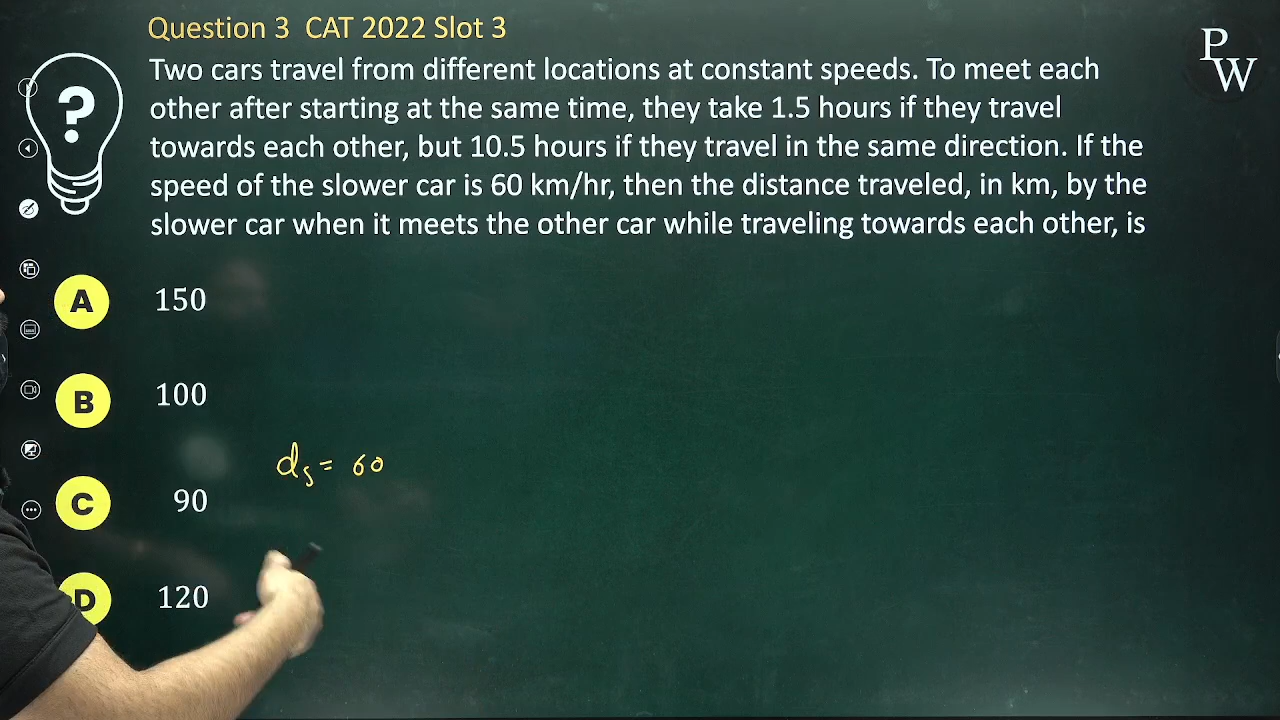 Question 3 CAT 2022 Slot 3
PW
Two cars travel from different locations at constant speeds. To meet each
other after starting at the same time, they take 1.5 hours if they travel
towards each other, but 10.5 hours if they travel in the same direction. If the
speed of the slower car is 60 km/hr, then the distance traveled, in km, by the
slower car when it meets the other car while traveling towards each other, is
?
A 150
B 100
ds = 60
C 90
D 120